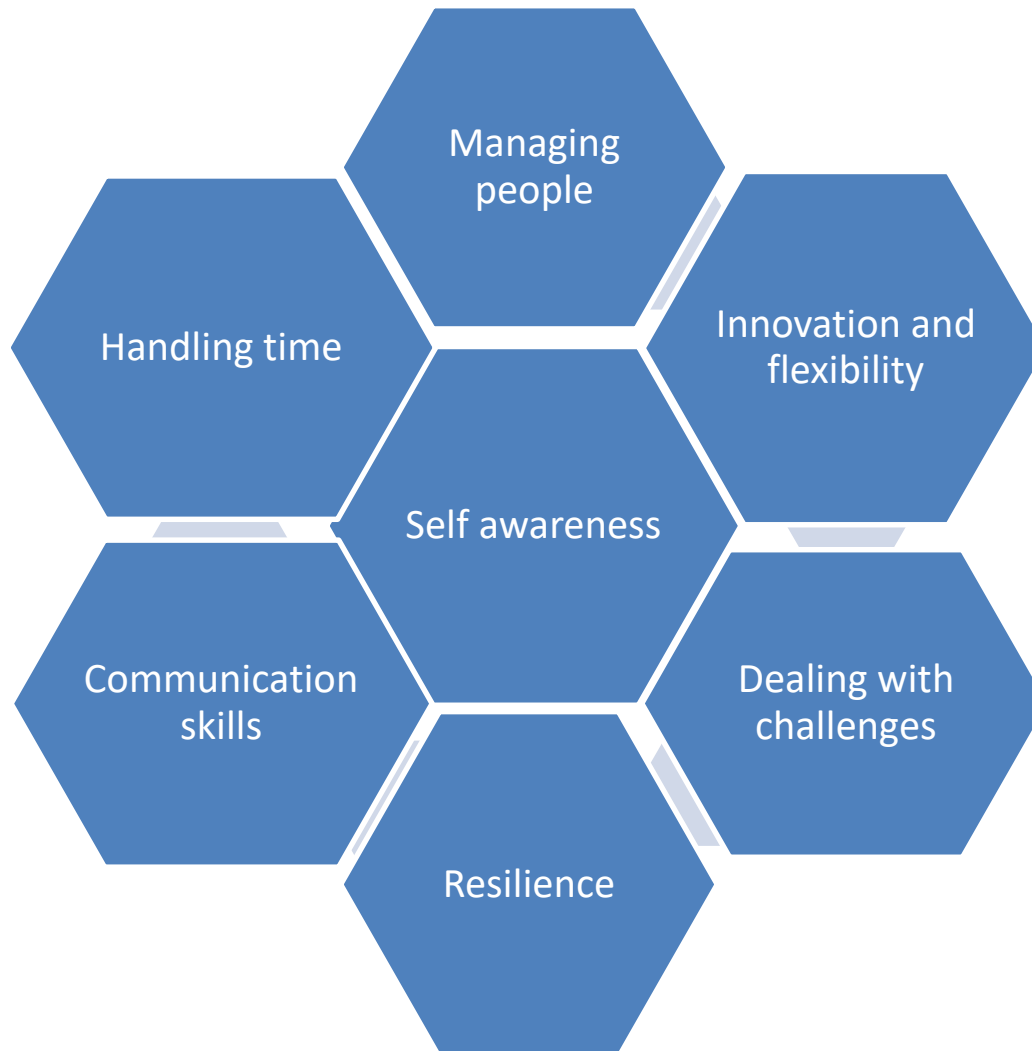 Managing
people
Innovation and
flexibility
Handling time
Self awareness
Communication
skills
Dealing with
challenges
Resilience